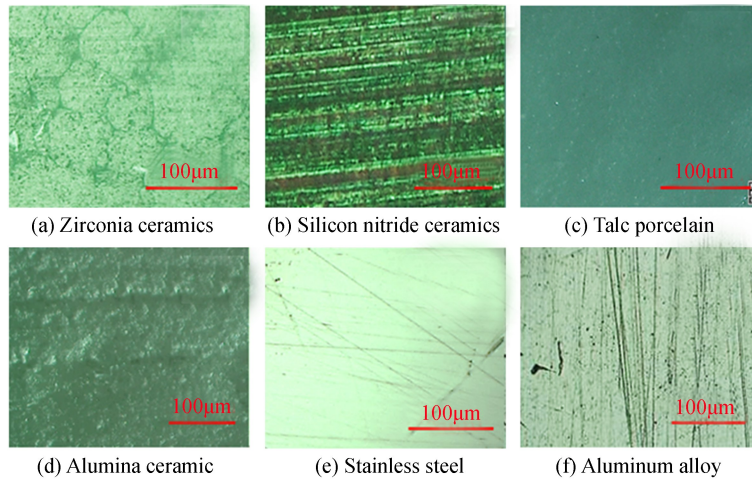 100μm
100μm
100μm
(a) Zirconia ceramics
(b) Silicon nitride ceramics
(c) Talc porcelain
100μm
100μm
100μm
(d) Alumina ceramic
(e) Stainless steel
(f) Aluminum alloy